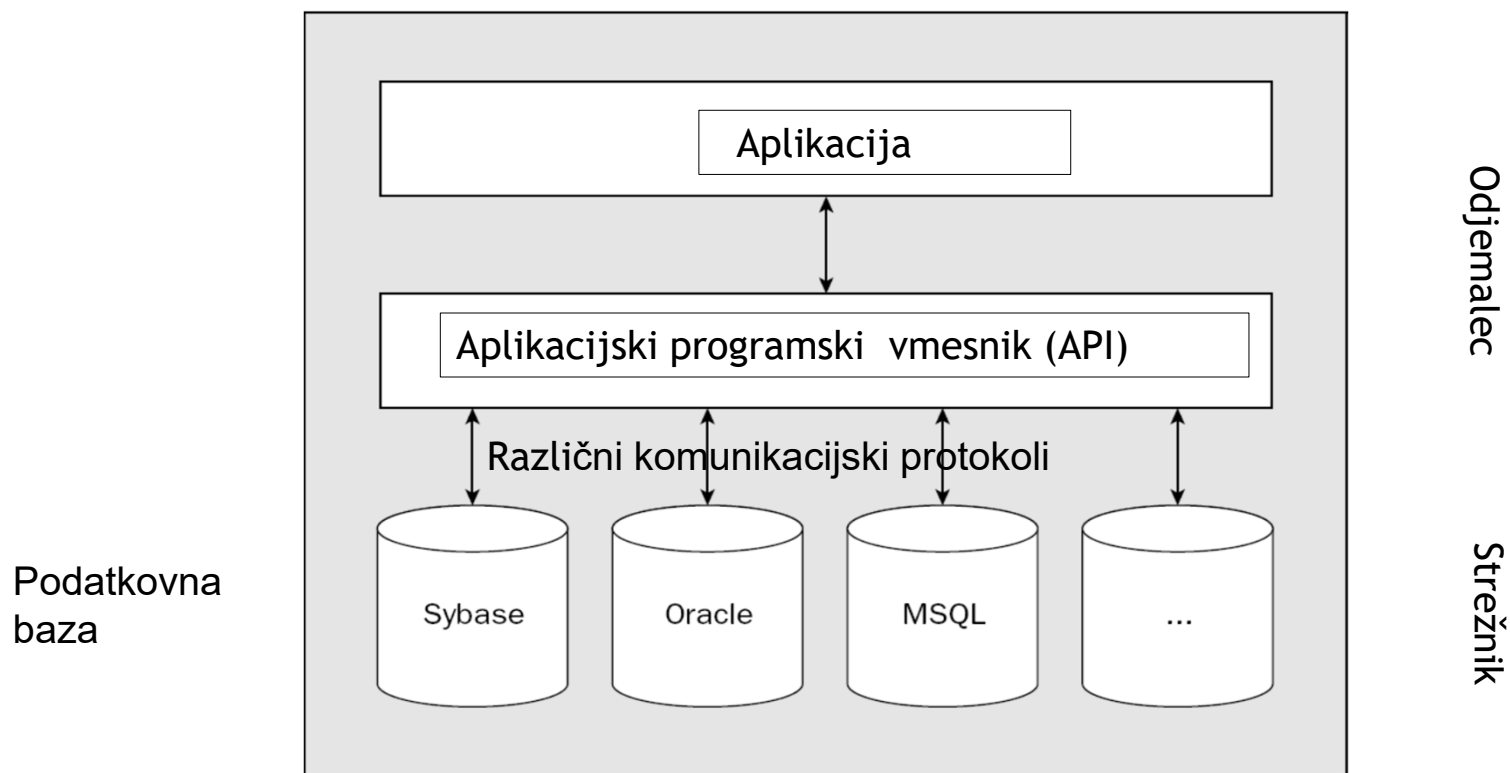 Aplikacija
Odjemalec
Aplikacijski programski vmesnik (API)
Različni komunikacijski protokoli
Podatkovna
baza
Sybase
Oracle
MSQL
...
Strežnik